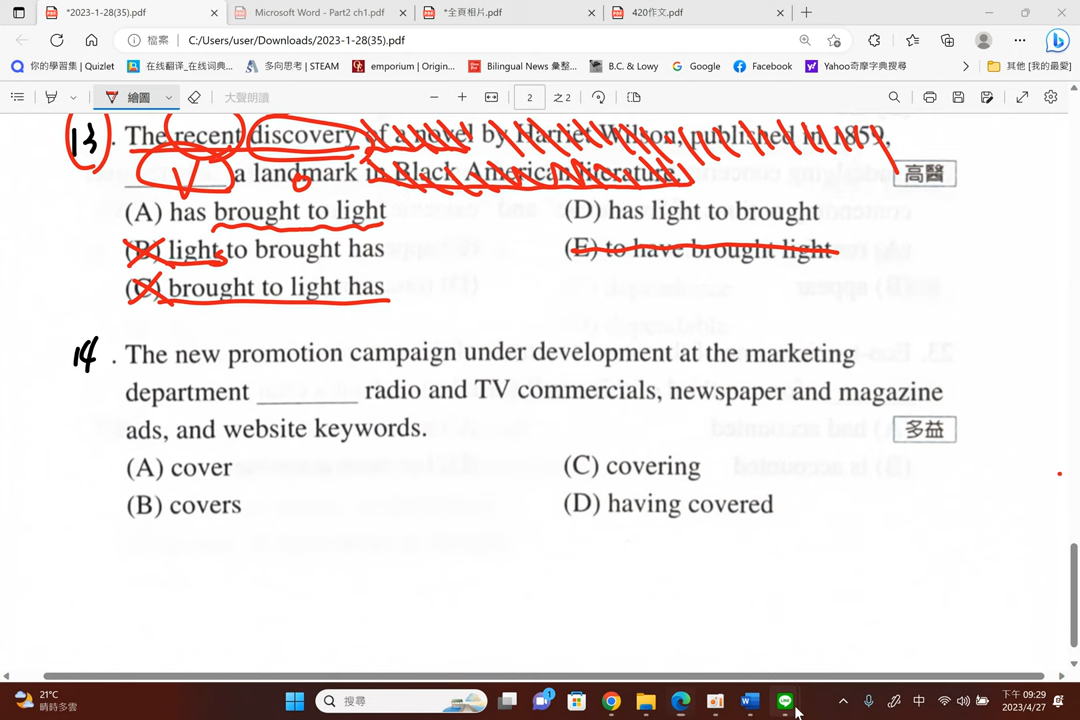 *2023-1-28(35).pdf
Microsoft Word - Part2 ch1.pdf
*全頁相片.pdf
420作文.pdf
檔案
C:/Users/user/Downloads/2023-1-28(35).pdf
你的學習集 | Quizlet
在线翻译_在线词典...
多向思考 | STEAM
emporium | Origin...
Bilingual News 彙整...
B.C. & Lowy
Google
Facebook
Yahoo奇摩字典搜尋
其他 [我的最愛]
繪圖
大聲朗讀
2
之 2
13. The recent discovery of a novel by Harriet Wilson, published in 1859,
________ a landmark in Black American literature.
高醫
(A) has brought to light
(D) has light to brought
(B) light to brought has
(E) to have brought light
(C) brought to light has
14. The new promotion campaign under development at the marketing
department ________ radio and TV commercials, newspaper and magazine
ads, and website keywords.
多益
(A) cover
(C) covering
(B) covers
(D) having covered
21°C
晴時多雲
搜尋
1
中
下午 09:29
2023/4/27